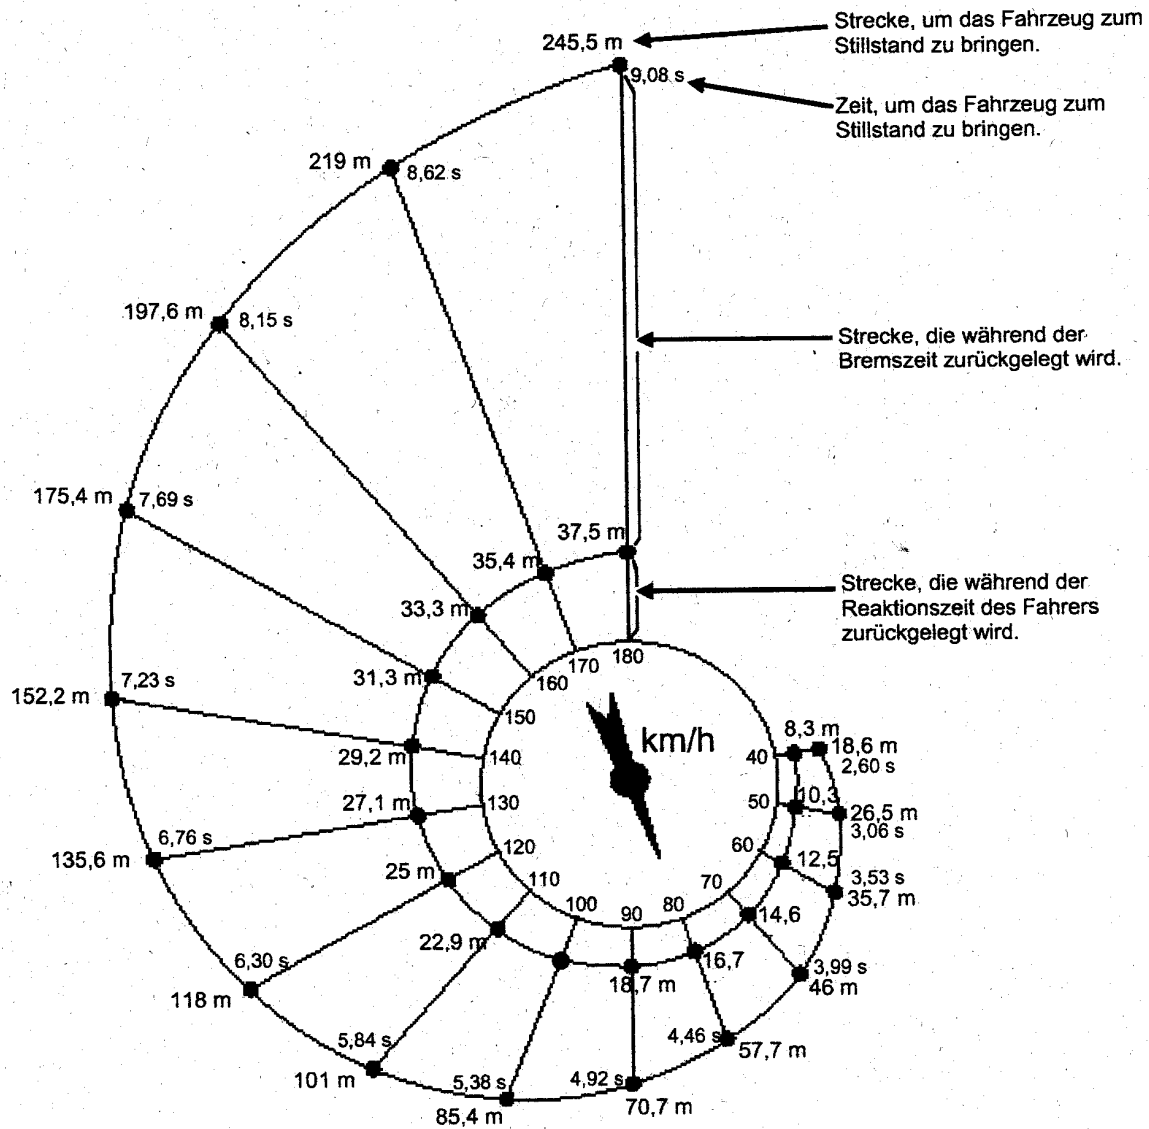 Strecke, um das Fahrzeug zum
Stillstand zu bringen.
245,5 m
9,08 s
Zeit, um das Fahrzeug zum
Stillstand zu bringen.
219 m
8,62 s
197,6 m
8,15 s
Strecke, die während der
Bremszeit zurückgelegt wird.
175,4 m
7,69 s
37,5 m
35,4 m
33,3 m
Strecke, die während der
Reaktionszeit des Fahrers
zurückgelegt wird.
180
170
160
31,3 m
150
152,2 m
7,23 s
29,2 m
140
km/h
8,3 m
40
18,6 m
2,60 s
27,1 m
130
50
10,3
26,5 m
3,06 s
135,6 m
6,76 s
25 m
120
60
12,5
3,53 s
35,7 m
110
100
90
80
70
14,6
22,9 m
18,7 m
16,7
3,99 s
46 m
118 m
6,30 s
101 m
5,84 s
85,4 m
5,38 s
4,92 s
70,7 m
4,46 s
57,7 m